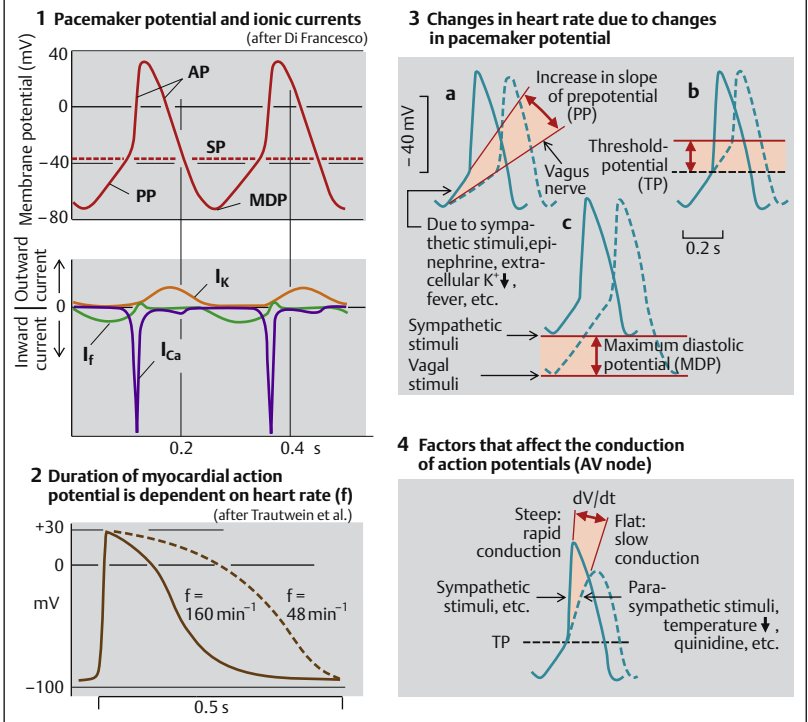 1 Pacemaker potential and ionic currents
(after Di Francesco)
Membrane potential (mV)
40
0
−40
−80
AP
SP
PP
MDP
Outward
current
Inward
current
0
I_K
I_f
I_Ca
0.2
0.4 s
2 Duration of myocardial action
potential is dependent on heart rate (f)
(after Trautwein et al.)
+30
0
mV
−100
f =
160 min⁻¹
f =
48 min⁻¹
0.5 s
3 Changes in heart rate due to changes
in pacemaker potential
a
− 40 mV
Increase in slope
of prepotential
(PP)
Vagus
nerve
Due to sympa-
thetic stimuli,epi-
nephrine, extra-
cellular K⁺↓,
fever, etc.
b
Threshold-
potential
(TP)
0.2 s
c
Sympathetic
stimuli
Vagal
stimuli
Maximum diastolic
potential (MDP)
4 Factors that affect the conduction
of action potentials (AV node)
dV/dt
Steep:
rapid
conduction
Flat:
slow
conduction
Sympathetic
stimuli, etc.
Para-
sympathetic stimuli,
temperature ↓,
quinidine, etc.
TP